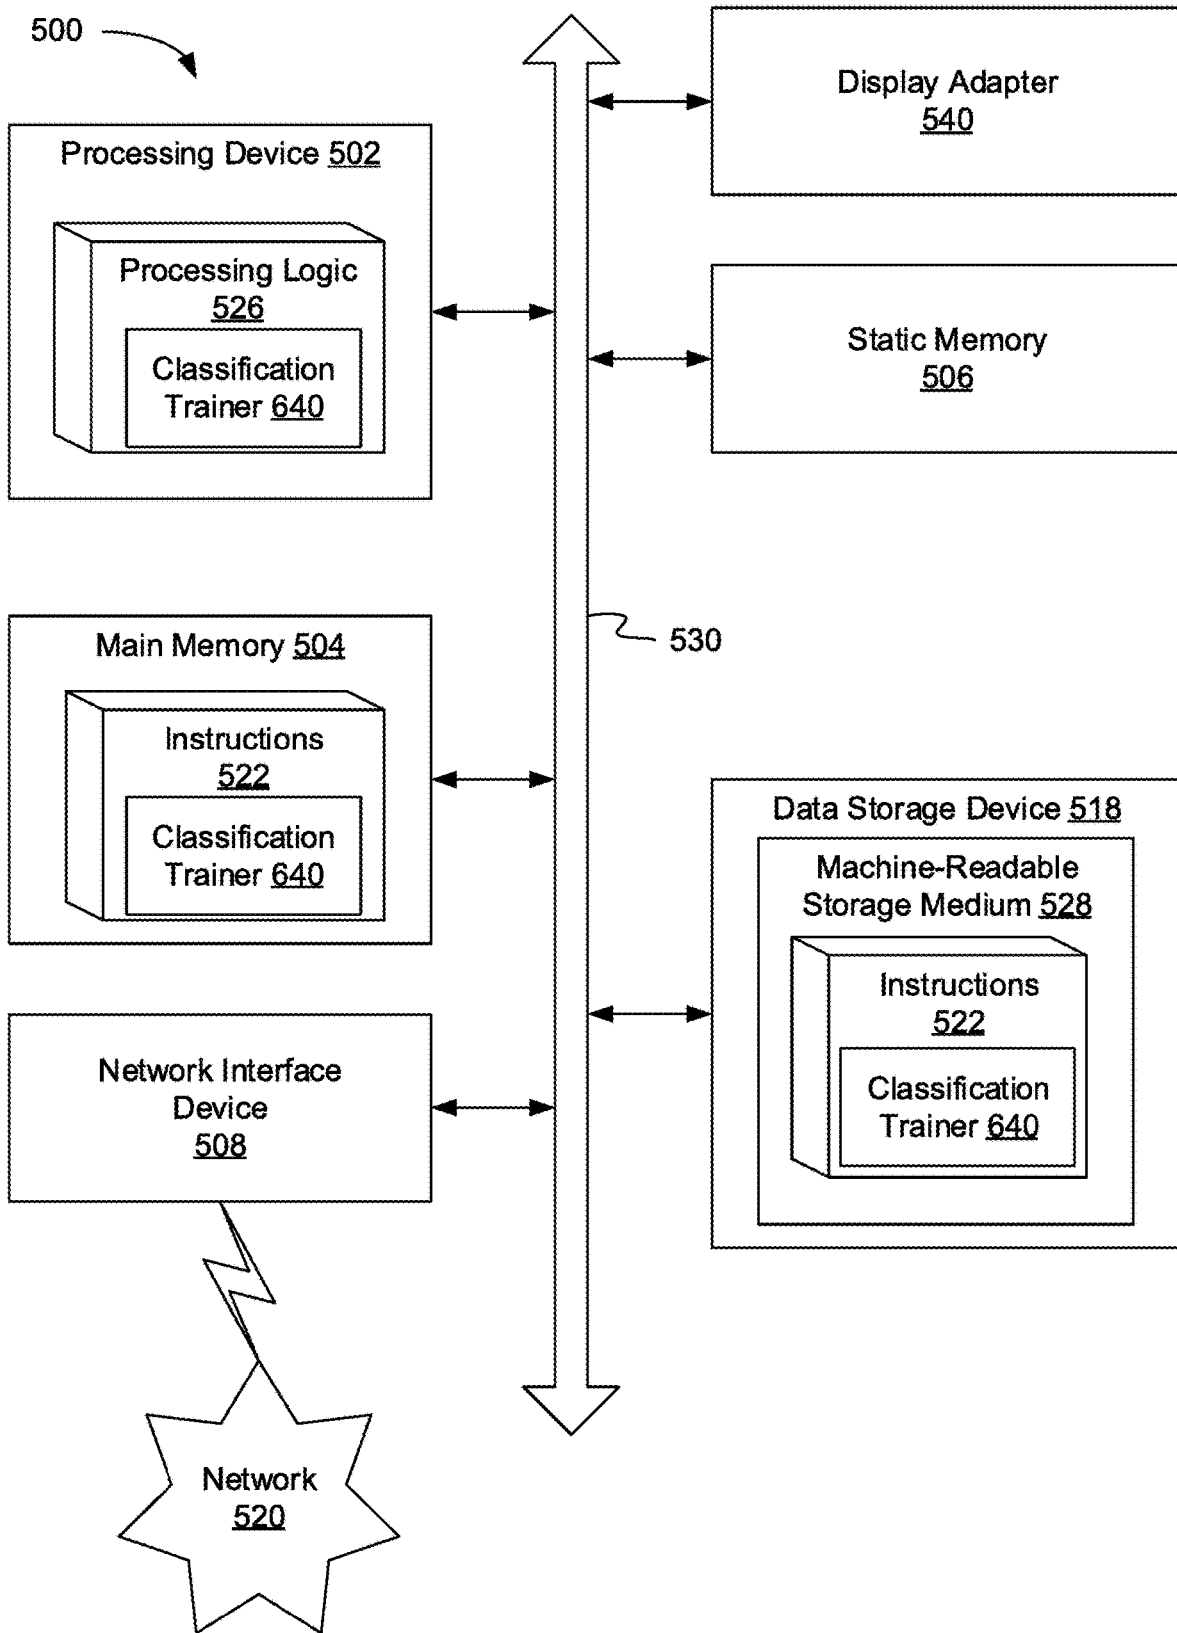 500
Processing Device 502
Processing Logic
526
Classification
Trainer 640
Display Adapter
540
Static Memory
506
530
Main Memory 504
Instructions
522
Classification
Trainer 640
Data Storage Device 518
Machine-Readable
Storage Medium 528
Instructions
522
Classification
Trainer 640
Network Interface
Device
508
Network
520